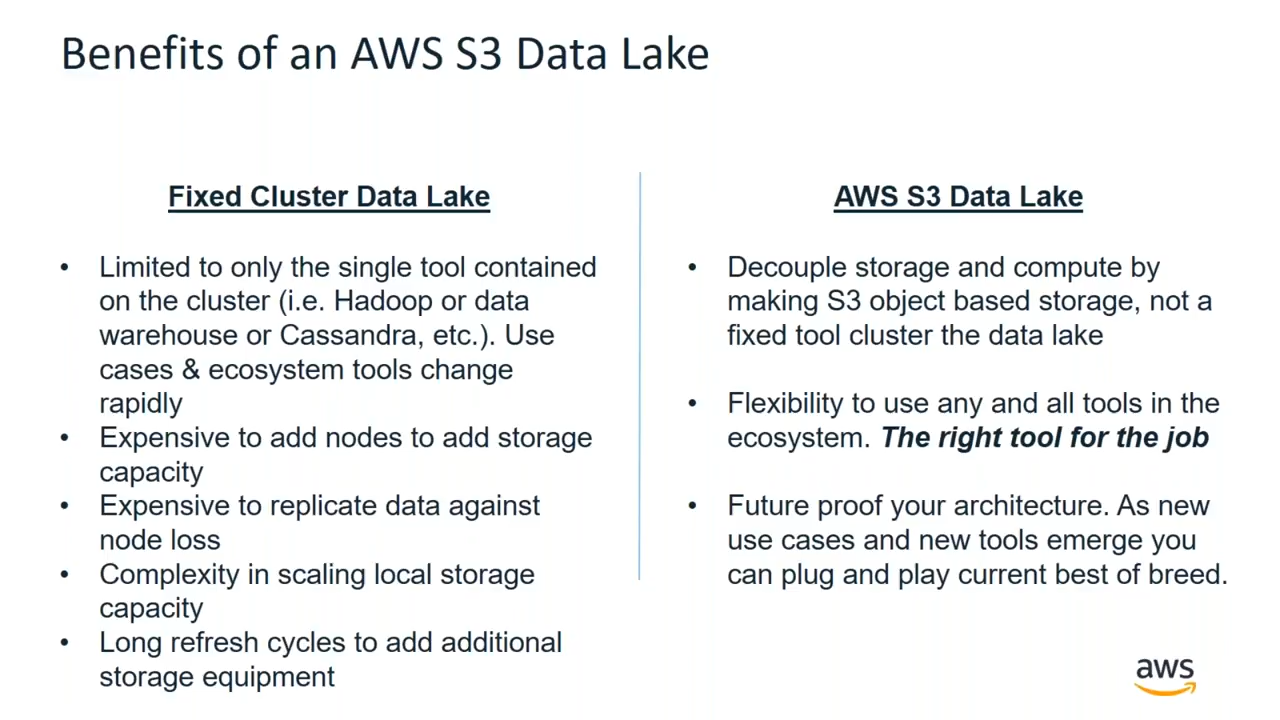 Benefits of an AWS S3 Data Lake
Fixed Cluster Data Lake
• Limited to only the single tool contained
on the cluster (i.e. Hadoop or data
warehouse or Cassandra, etc.). Use
cases & ecosystem tools change
rapidly
• Expensive to add nodes to add storage
capacity
• Expensive to replicate data against
node loss
• Complexity in scaling local storage
capacity
• Long refresh cycles to add additional
storage equipment
AWS S3 Data Lake
• Decouple storage and compute by
making S3 object based storage, not a
fixed tool cluster the data lake
• Flexibility to use any and all tools in the
ecosystem. The right tool for the job
• Future proof your architecture. As new
use cases and new tools emerge you
can plug and play current best of breed.
aws